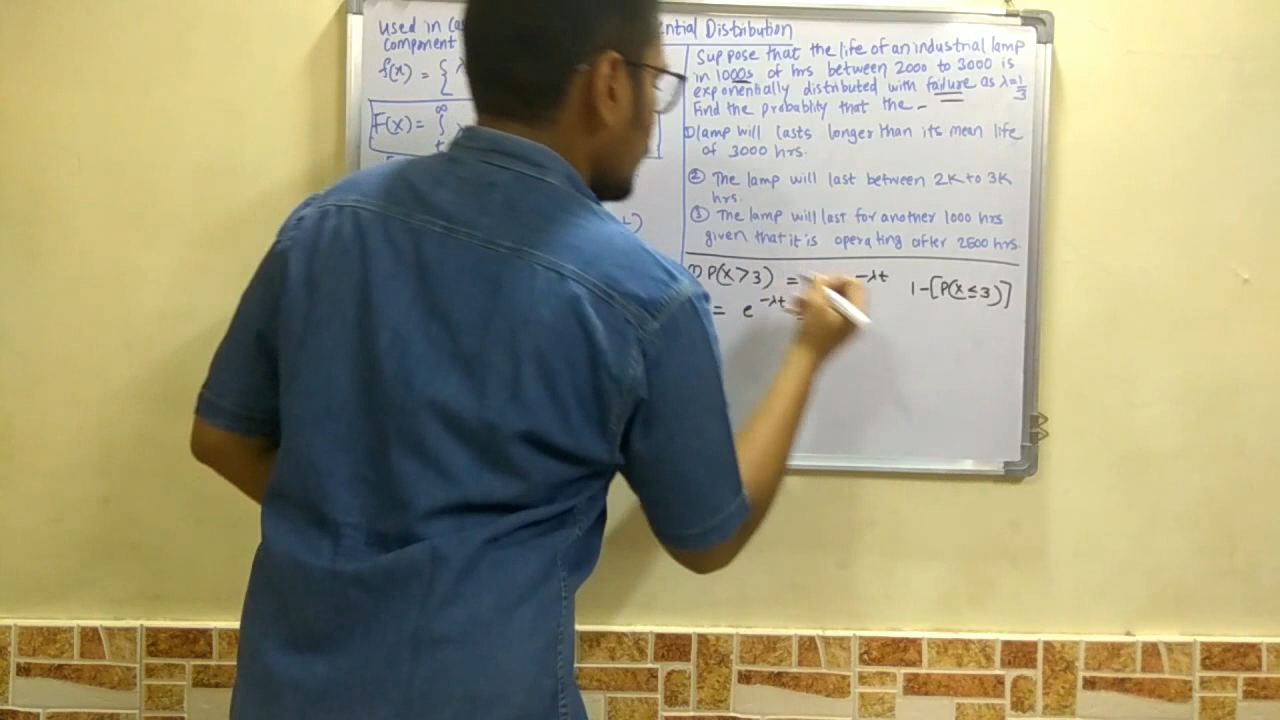 Used in
ntial Distribution
component
f(x) = {
F(x) = ∫
∞
t
Suppose that the life of an industrial lamp
in 1000s of hrs between 2000 to 3000 is
exponentially distributed with failure as λ=1/3
Find the probablity that the -
① lamp will lasts longer than its mean life
of 3000 hrs.
② The lamp will last between 2K to 3K
hrs.
③ The lamp will last for another 1000 hrs
given that it is operating after 2500 hrs.
① P(X>3) = -λt 1-[P(X≤3)]
= e^-λt =